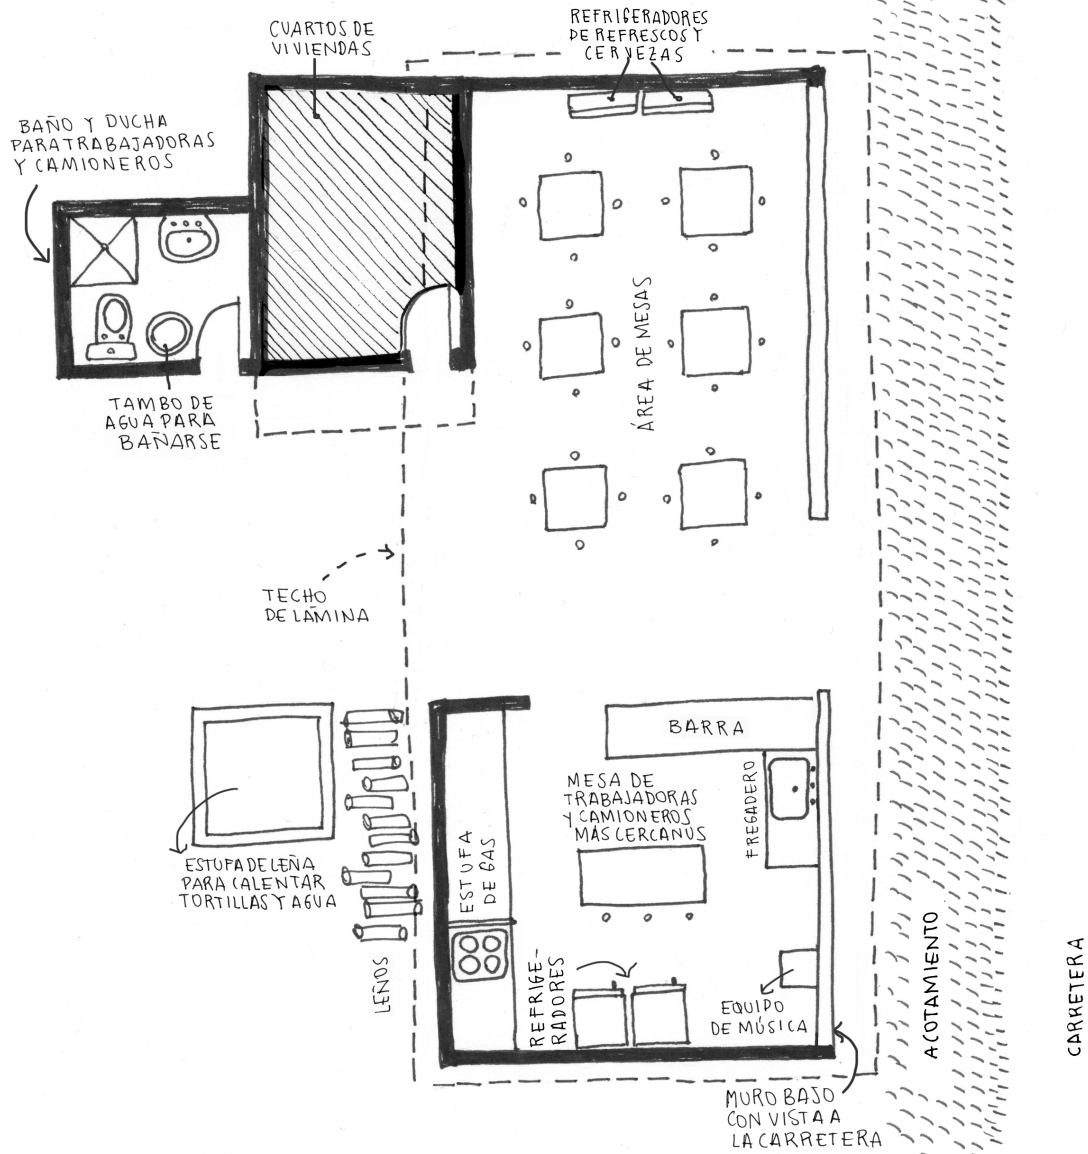 CUARTOS DE
VIVIENDAS
REFRIGERADORES
DE REFRESCOS Y
CERVEZAS
BAÑO Y DUCHA
PARA TRABAJADORAS
Y CAMIONEROS
ÁREA DE MESAS
TAMBO DE
AGUA PARA
BAÑARSE
TECHO
DE LÁMINA
BARRA
MESA DE
TRABAJADORAS
Y CAMIONEROS
MÁS CERCANOS
FREGADERO
ESTUFA
DE GAS
ESTUFA DE LEÑA
PARA CALENTAR
TORTILLAS Y AGUA
LEÑOS
REFRIGE-
RADORES
EQUIPO
DE MÚSICA
ACOTAMIENTO
CARRETERA
MURO BAJO
CON VISTA A
LA CARRETERA